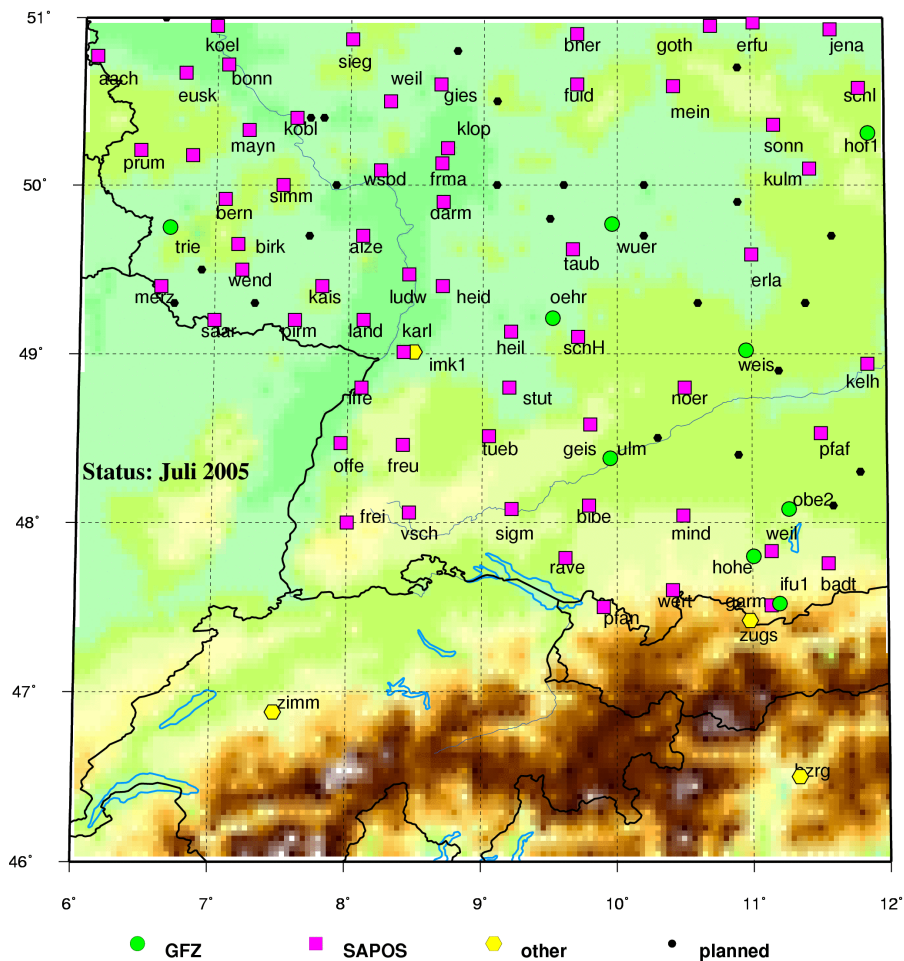 51°
koel
sieg
bner
goth
erfu
jena
aach
bonn
weil
eusk
gies
fuld
mein
schl
kobl
klop
mayn
sonn
hof1
prum
wsbd
frma
kulm
50°
simm
bern
darm
trie
birk
alze
wuer
taub
wend
erla
merz
kais
ludw
heid
oehr
saar
pirm
land
karl
heil
schH
49°
imk1
weis
kelh
iffe
stut
noer
offe
freu
tueb
geis
ulm
pfaf
Status: Juli 2005
obe2
48°
frei
vsch
sigm
bibe
mind
weil
rave
hohe
ifu1
badt
wert
garm
pfan
zugs
47°
zimm
bzrg
46°
6° 7° 8° 9° 10° 11° 12°
GFZ SAPOS other planned